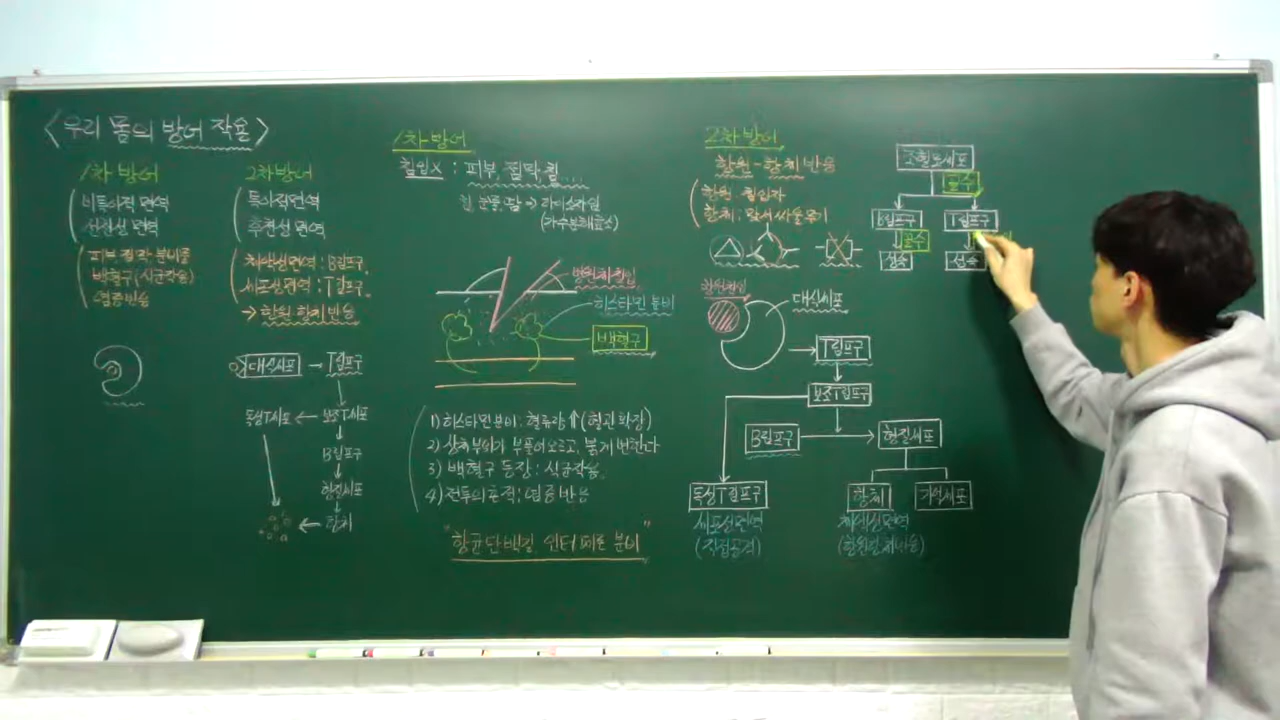 <우리 몸의 방어 작용>
1차 방어
비특이적 면역
선천성 면역
피부 점막 분비물
백혈구(식균작용)
염증반응
2차방어
특이적면역
후천성 면역
체액성면역 : B림프구
세포성면역 : T림프구
→ 항원 항체 반응
대식세포 → T림프구
독성T세포 ← 보조T세포
B림프구
형질세포
← 항체
1차 방어
침입X : 피부, 점막, 침...
침, 눈물, 땀 ⇒ 라이소자임
(가수분해효소)
병원체 침입
히스타민 분비
백혈구
1) 히스타민 분비 : 혈류량↑(혈관 확장)
2) 상처부위가 부풀어오르고, 붉게 변한다
3) 백혈구 등장 : 식균작용
4) 전투의 흔적 : 염증 반응
"항균단백질, 인터페론 분비"
2차 방어
항원 - 항체 반응
항원 : 침입자
항체 : 맞서싸울무기
항원침입
대식세포
T림프구
보조T림프구
B림프구
형질세포
독성T림프구
항체
기억세포
세포성면역
(직접공격)
체액성면역
(항원항체반응)
조혈모세포
골수
B림프구
T림프구
골수
성숙
성숙